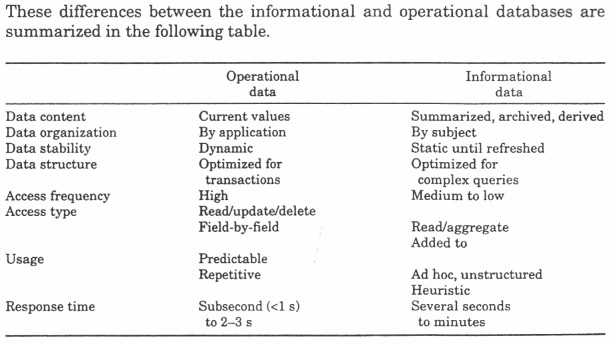 These differences between the informational and operational databases are
summarized in the following table.
Operational Informational
data data
Data content Current values Summarized, archived, derived
Data organization By application By subject
Data stability Dynamic Static until refreshed
Data structure Optimized for Optimized for
transactions complex queries
Access frequency High Medium to low
Access type Read/update/delete
Field-by-field Read/aggregate
Added to
Usage Predictable
Repetitive Ad hoc, unstructured
Heuristic
Response time Subsecond (<1 s) Several seconds
to 2–3 s to minutes